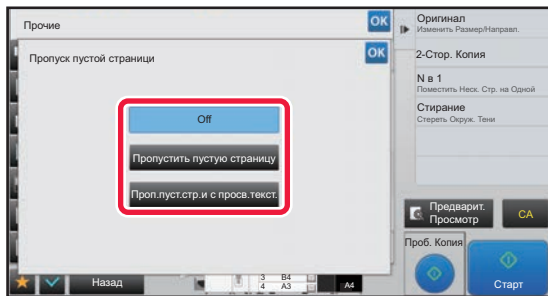 Прочие
OK
Пропуск пустой страници
OK
Off
Пропустить пустую страницу
Проп.пуст.стр.и с просв.текст.
Назад
3 B4
4 A3
A4
Оригинал
Изменить Размер/Направл.
2-Стор. Копия
N в 1
Поместить Неск. Стр. на Одной
Стирание
Стереть Окруж. Тени
Предварит.
Просмотр
CA
Проб. Копия
Старт